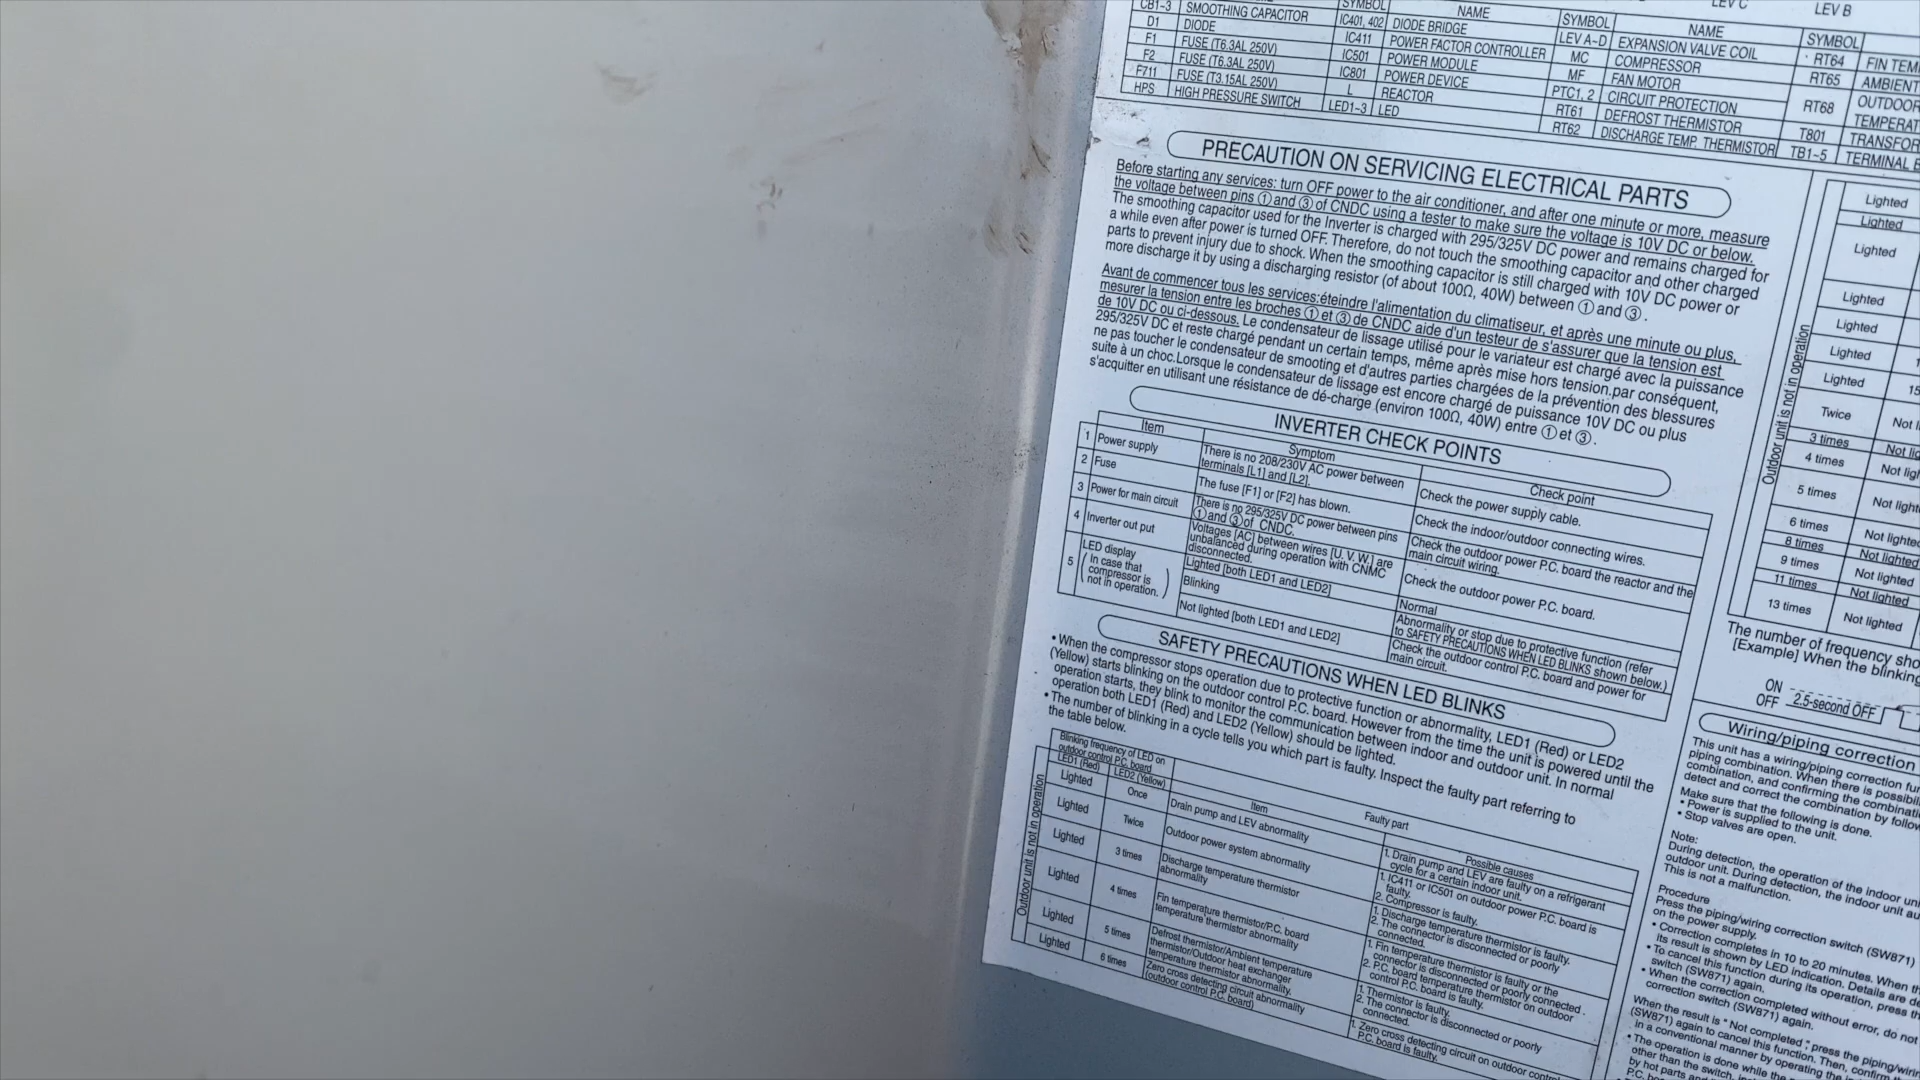 LEV C LEV B
CB1~3 SMOOTHING CAPACITOR
D1 DIODE
F1 FUSE (T6.3AL 250V)
F2 FUSE (T6.3AL 250V)
F711 FUSE (T3.15AL 250V)
HPS HIGH PRESSURE SWITCH
SYMBOL NAME
IC401, 402 DIODE BRIDGE
IC411 POWER FACTOR CONTROLLER
IC501 POWER MODULE
IC801 POWER DEVICE
L REACTOR
LED1~3 LED
SYMBOL NAME
LEV A~D EXPANSION VALVE COIL
MC COMPRESSOR
MF FAN MOTOR
PTC1, 2 CIRCUIT PROTECTION
RT61 DEFROST THERMISTOR
RT62 DISCHARGE TEMP. THERMISTOR
SYMBOL
RT64 FIN TEM
RT65 AMBIENT
RT68 OUTDOOR
TEMPERAT
T801 TRANSFOR
TB1~5 TERMINAL B
PRECAUTION ON SERVICING ELECTRICAL PARTS
Before starting any services: turn OFF power to the air conditioner, and after one minute or more, measure
the voltage between pins ① and ③ of CNDC using a tester to make sure the voltage is 10V DC or below.
The smoothing capacitor used for the Inverter is charged with 295/325V DC power and remains charged for
a while even after power is turned OFF. Therefore, do not touch the smoothing capacitor and other charged
parts to prevent injury due to shock. When the smoothing capacitor is still charged with 10V DC power or
more discharge it by using a discharging resistor (of about 100Ω, 40W) between ① and ③.
Avant de commencer tous les services:éteindre l'alimentation du climatiseur, et après une minute ou plus,
mesurer la tension entre les broches ① et ③ de CNDC aide d'un testeur de s'assurer que la tension est
de 10V DC ou ci-dessous. Le condensateur de lissage utilisé pour le variateur est chargé avec la puissance
295/325V DC et reste chargé pendant un certain temps, même après mise hors tension.par conséquent,
ne pas toucher le condensateur de smooting et d'autres parties chargées de la prévention des blessures
suite à un choc.Lorsque le condensateur de lissage est encore chargé de puissance 10V DC ou plus
s'acquitter en utilisant une résistance de dé-charge (environ 100Ω, 40W) entre ① et ③.
INVERTER CHECK POINTS
Item Symptom Check point
1 Power supply There is no 208/230V AC power between
terminals [L1] and [L2]. Check the power supply cable.
2 Fuse The fuse [F1] or [F2] has blown. Check the indoor/outdoor connecting wires.
3 Power for main circuit There is no 295/325V DC power between pins
① and ③ of CNDC. Check the outdoor power P.C. board the reactor and the
main circuit wiring.
4 Inverter out put Voltages [AC] between wires [U. V. W.] are
unbalanced during operation with CNMC
disconnected. Check the outdoor power P.C. board.
5 LED display
(In case that
compressor is
not in operation.)
Lighted [both LED1 and LED2] Normal
Blinking Abnormality or stop due to protective function (refer
to SAFETY PRECAUTIONS WHEN LED BLINKS shown below.)
Not lighted [both LED1 and LED2] Check the outdoor control P.C. board and power for
main circuit.
SAFETY PRECAUTIONS WHEN LED BLINKS
• When the compressor stops operation due to protective function or abnormality, LED1 (Red) or LED2
(Yellow) starts blinking on the outdoor control P.C. board. However from the time the unit is powered until the
operation starts, they blink to monitor the communication between indoor and outdoor unit. In normal
operation both LED1 (Red) and LED2 (Yellow) should be lighted.
• The number of blinking in a cycle tells you which part is faulty. Inspect the faulty part referring to
the table below.
Blinking frequency of LED on
outdoor control P.C. board
LED1 (Red) LED2 (Yellow)
Faulty part
Item Possible causes
Outdoor unit is not in operation
Lighted Once Drain pump and LEV abnormality 1. Drain pump and LEV are faulty on a refrigerant
cycle for a certain indoor unit.
Lighted Twice Outdoor power system abnormality 1. IC411 or IC501 on outdoor power P.C. board is
faulty.
2. Compressor is faulty.
Lighted 3 times Discharge temperature thermistor
abnormality 1. Discharge temperature thermistor is faulty.
2. The connector is disconnected or poorly
connected.
Lighted 4 times Fin temperature thermistor/P.C. board
temperature thermistor abnormality 1. Fin temperature thermistor is faulty or the
connector is disconnected or poorly connected.
2. P.C. board temperature thermistor on outdoor
control P.C. board is faulty.
Lighted 5 times Defrost thermistor/Ambient temperature
thermistor/Outdoor heat exchanger
temperature thermistor abnormality. 1. Thermistor is faulty.
2. The connector is disconnected or poorly
connected.
Lighted 6 times Zero cross detecting circuit abnormality
(outdoor control P.C. board) 1. Zero cross detecting circuit on outdoor contro
P.C. board is faulty.
Outdoor unit is not in operation
Lighted
Lighted
Lighted
Lighted
Lighted
Lighted
Lighted 15
Twice Not l
3 times Not lig
4 times Not ligh
5 times Not light
6 times Not lighte
8 times Not lighted
9 times Not lighted
11 times Not lighted
13 times Not lighted
The number of frequency sho
[Example] When the blinking
ON
OFF 2.5-second OFF
Wiring/piping correction
This unit has a wiring/piping correction fun
piping combination. When there is possibil
combination, and confirming the combinati
detect and correct the combination by follow
Make sure that the following is done.
• Power is supplied to the unit.
• Stop valves are open.
Note:
During detection, the operation of the indoor uni
outdoor unit. During detection, the indoor unit au
This is not a malfunction.
Procedure
Press the piping/wiring correction switch (SW871)
on the power supply.
• Correction completes in 10 to 20 minutes. When th
its result is shown by LED indication. Details are de
• To cancel this function during its operation, press the
switch (SW871) again.
• When the correction completed without error, do not
correction switch (SW871) again.
When the result is " Not completed ", press the piping/wirin
(SW871) again to cancel this function. Then, confirm the
in a conventional manner by operating the in
• The operation is done while the
other than the switch,
by hot parts and
P.C. bo